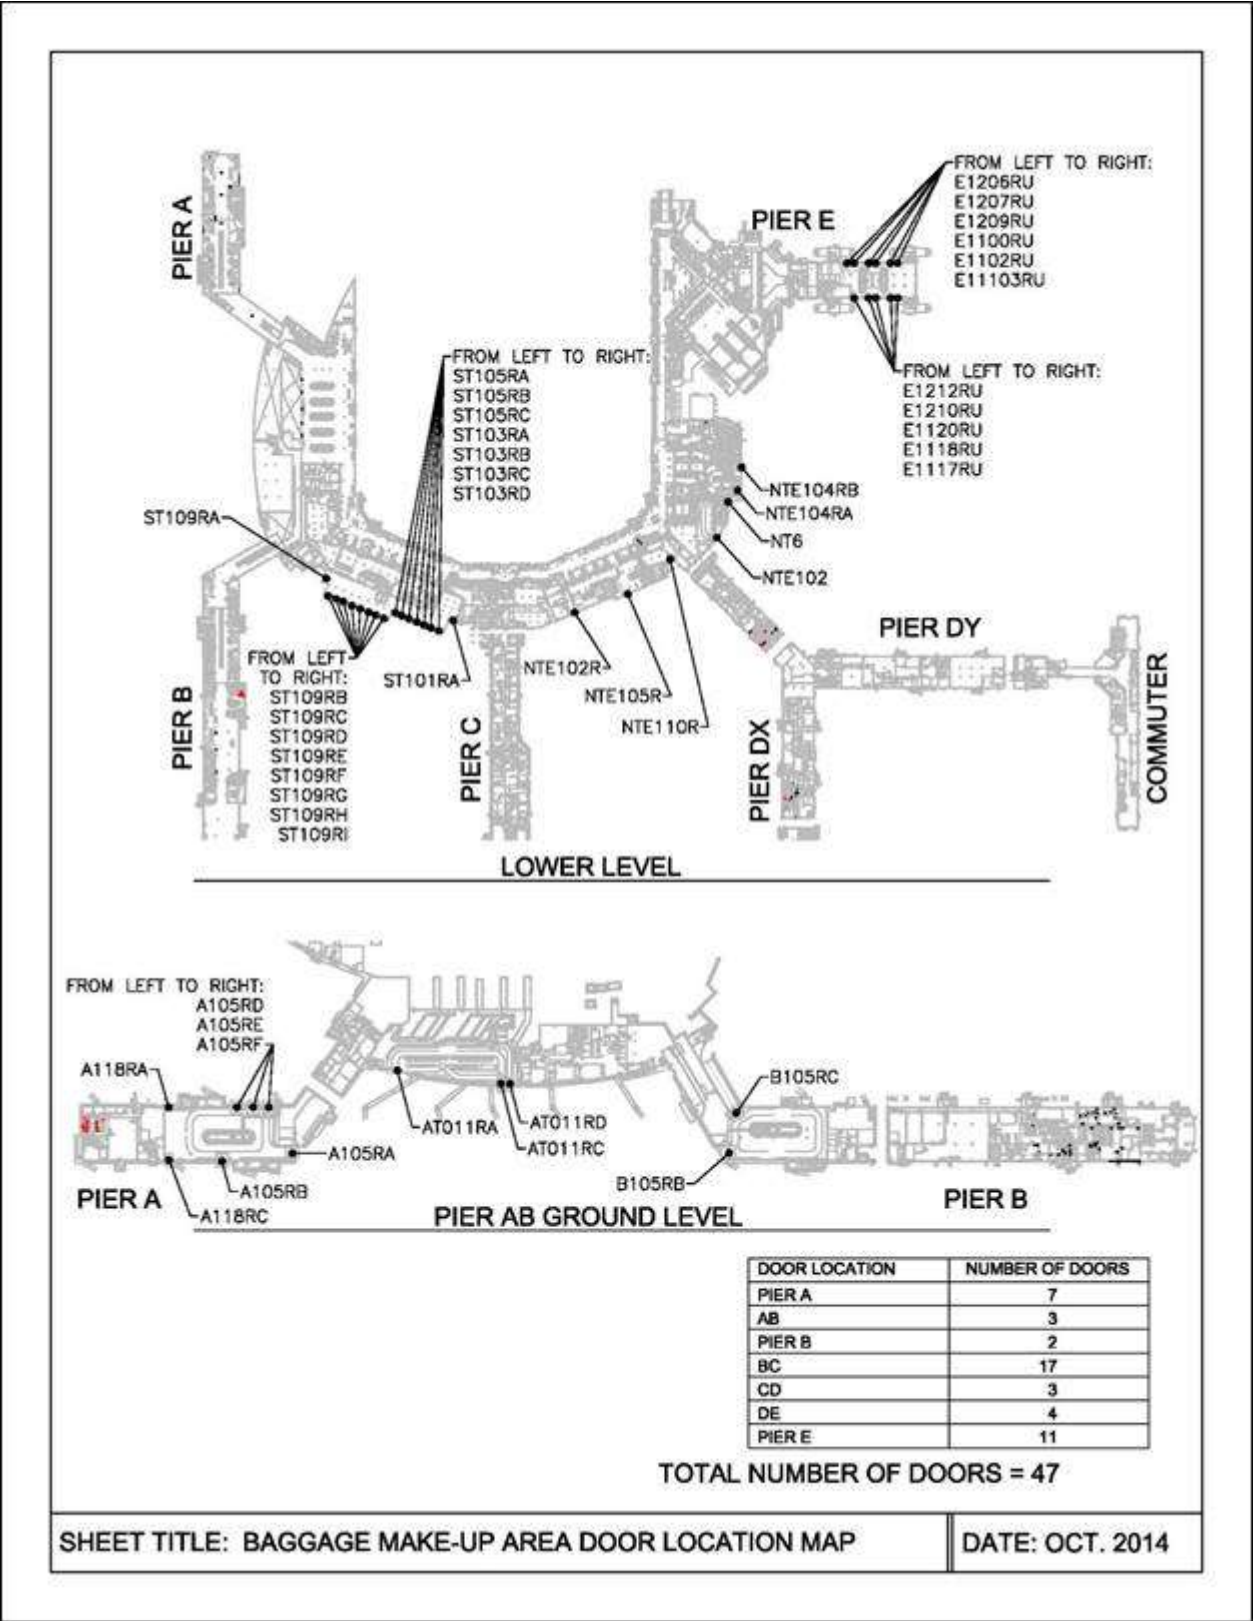 PIER A
PIER E
FROM LEFT TO RIGHT:
E1206RU
E1207RU
E1209RU
E1100RU
E1102RU
E11103RU
FROM LEFT TO RIGHT:
ST105RA
ST105RB
ST105RC
ST103RA
ST103RB
ST103RC
ST103RD
FROM LEFT TO RIGHT:
E1212RU
E1210RU
E1120RU
E1118RU
E1117RU
NTE104RB
NTE104RA
NT6
NTE102
ST109RA
FROM LEFT
TO RIGHT:
ST109RB
ST109RC
ST109RD
ST109RE
ST109RF
ST109RG
ST109RH
ST109RI
ST101RA
NTE102R
NTE105R
NTE110R
PIER B
PIER C
PIER DX
PIER DY
COMMUTER
LOWER LEVEL
FROM LEFT TO RIGHT:
A105RD
A105RE
A105RF
A118RA
AT011RA
AT011RD
AT011RC
B105RC
A105RA
B105RB
A105RB
A118RC
PIER A
PIER B
PIER AB GROUND LEVEL
DOOR LOCATION NUMBER OF DOORS
PIER A 7
AB 3
PIER B 2
BC 17
CD 3
DE 4
PIER E 11
TOTAL NUMBER OF DOORS = 47
SHEET TITLE: BAGGAGE MAKE-UP AREA DOOR LOCATION MAP
DATE: OCT. 2014